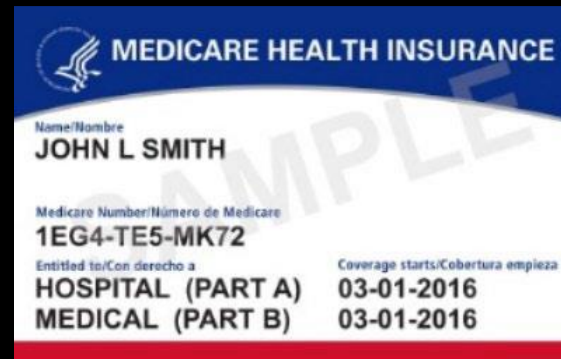 MEDICARE HEALTH INSURANCE
SAMPLE
Name/Nombre
JOHN L SMITH
Medicare Number/Número de Medicare
1EG4-TE5-MK72
Entitled to/Con derecho a Coverage starts/Cobertura empieza
HOSPITAL (PART A) 03-01-2016
MEDICAL (PART B) 03-01-2016